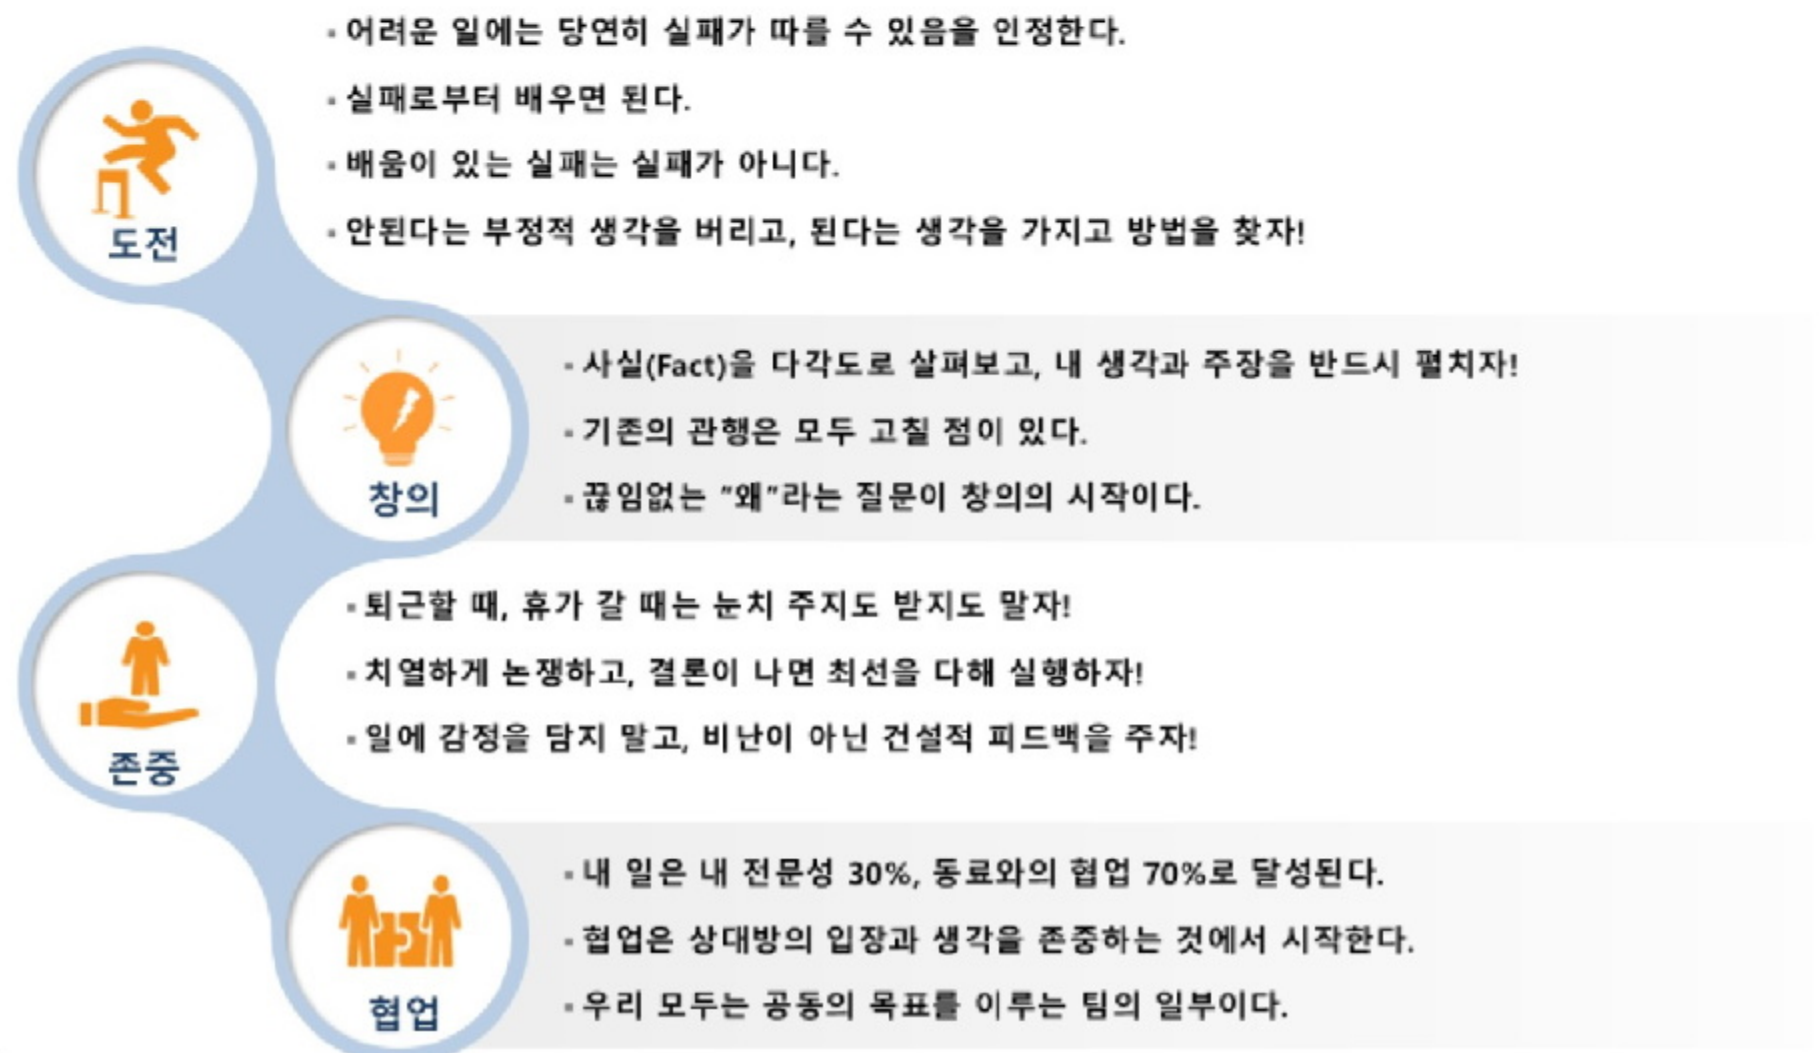 ▪ 어려운 일에는 당연히 실패가 따를 수 있음을 인정한다.
▪ 실패로부터 배우면 된다.
▪ 배움이 있는 실패는 실패가 아니다.
▪ 안된다는 부정적 생각을 버리고, 된다는 생각을 가지고 방법을 찾자!
도전
▪ 사실(Fact)을 다각도로 살펴보고, 내 생각과 주장을 반드시 펼치자!
▪ 기존의 관행은 모두 고칠 점이 있다.
▪ 끊임없는 "왜"라는 질문이 창의의 시작이다.
창의
▪ 퇴근할 때, 휴가 갈 때는 눈치 주지도 받지도 말자!
▪ 치열하게 논쟁하고, 결론이 나면 최선을 다해 실행하자!
▪ 일에 감정을 담지 말고, 비난이 아닌 건설적 피드백을 주자!
존중
▪ 내 일은 내 전문성 30%, 동료와의 협업 70%로 달성된다.
▪ 협업은 상대방의 입장과 생각을 존중하는 것에서 시작한다.
▪ 우리 모두는 공동의 목표를 이루는 팀의 일부이다.
협업